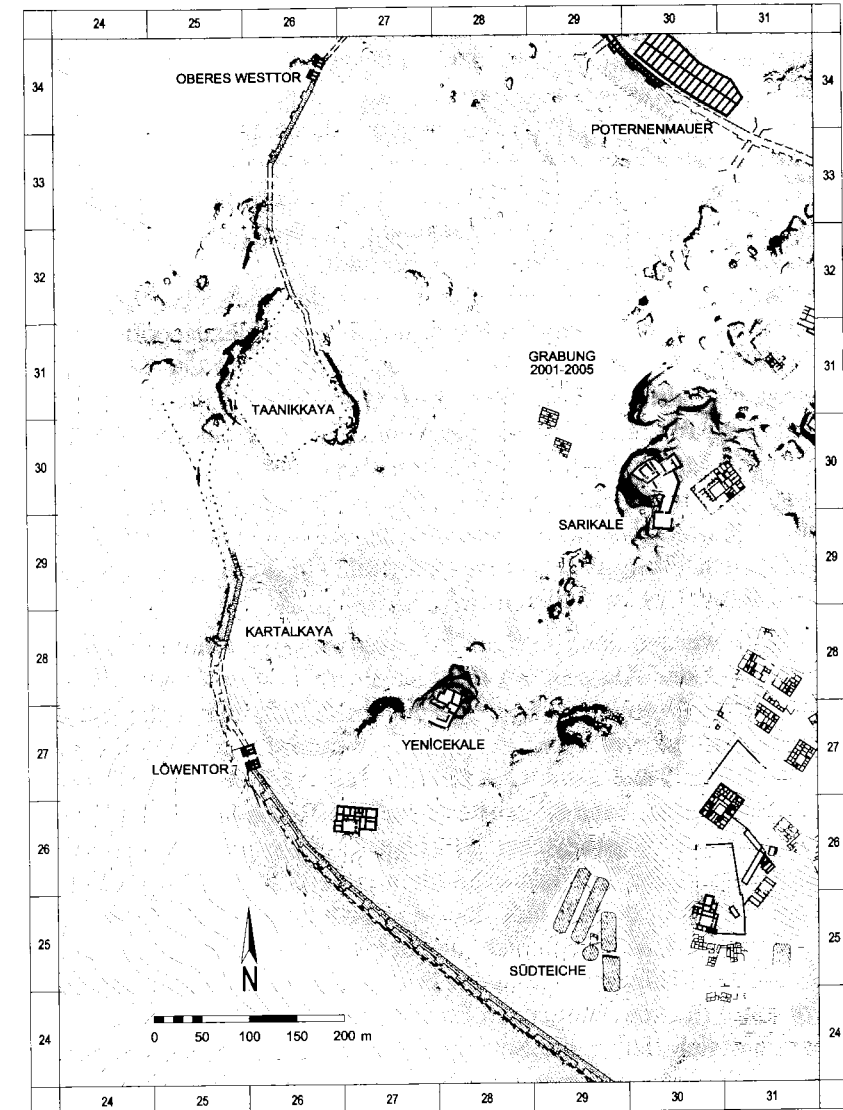 24 25 26 27 28 29 30 31
34 34
OBERES WESTTOR
POTERNENMAUER
33 33
32 32
GRABUNG
2001-2005
31 31
TAANIKKAYA
30 30
SARIKALE
29 29
KARTALKAYA
28 28
YENİCEKALE
27 27
LÖWENTOR
26 26
25 25
N
SÜDTEICHE
0 50 100 150 200 m
24 24
24 25 26 27 28 29 30 31